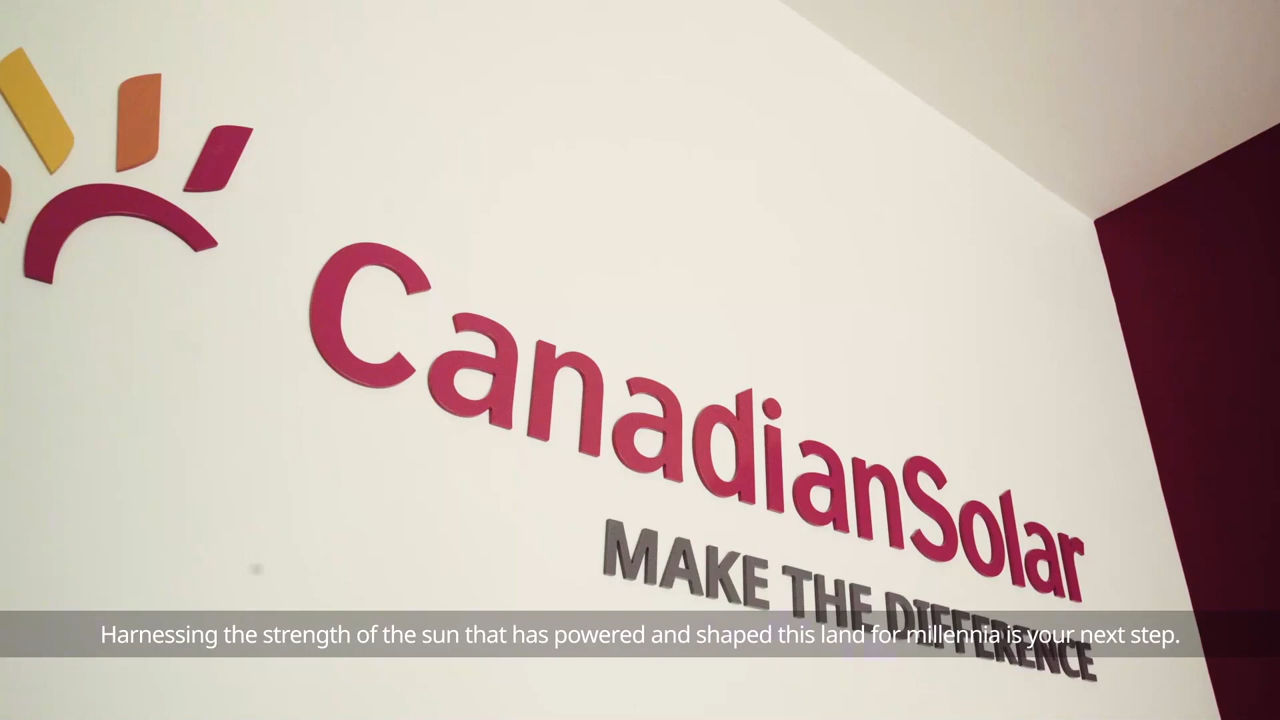 CanadianSolar
MAKE THE DIFFERENCE
Harnessing the strength of the sun that has powered and shaped this land for millennia is your next step.